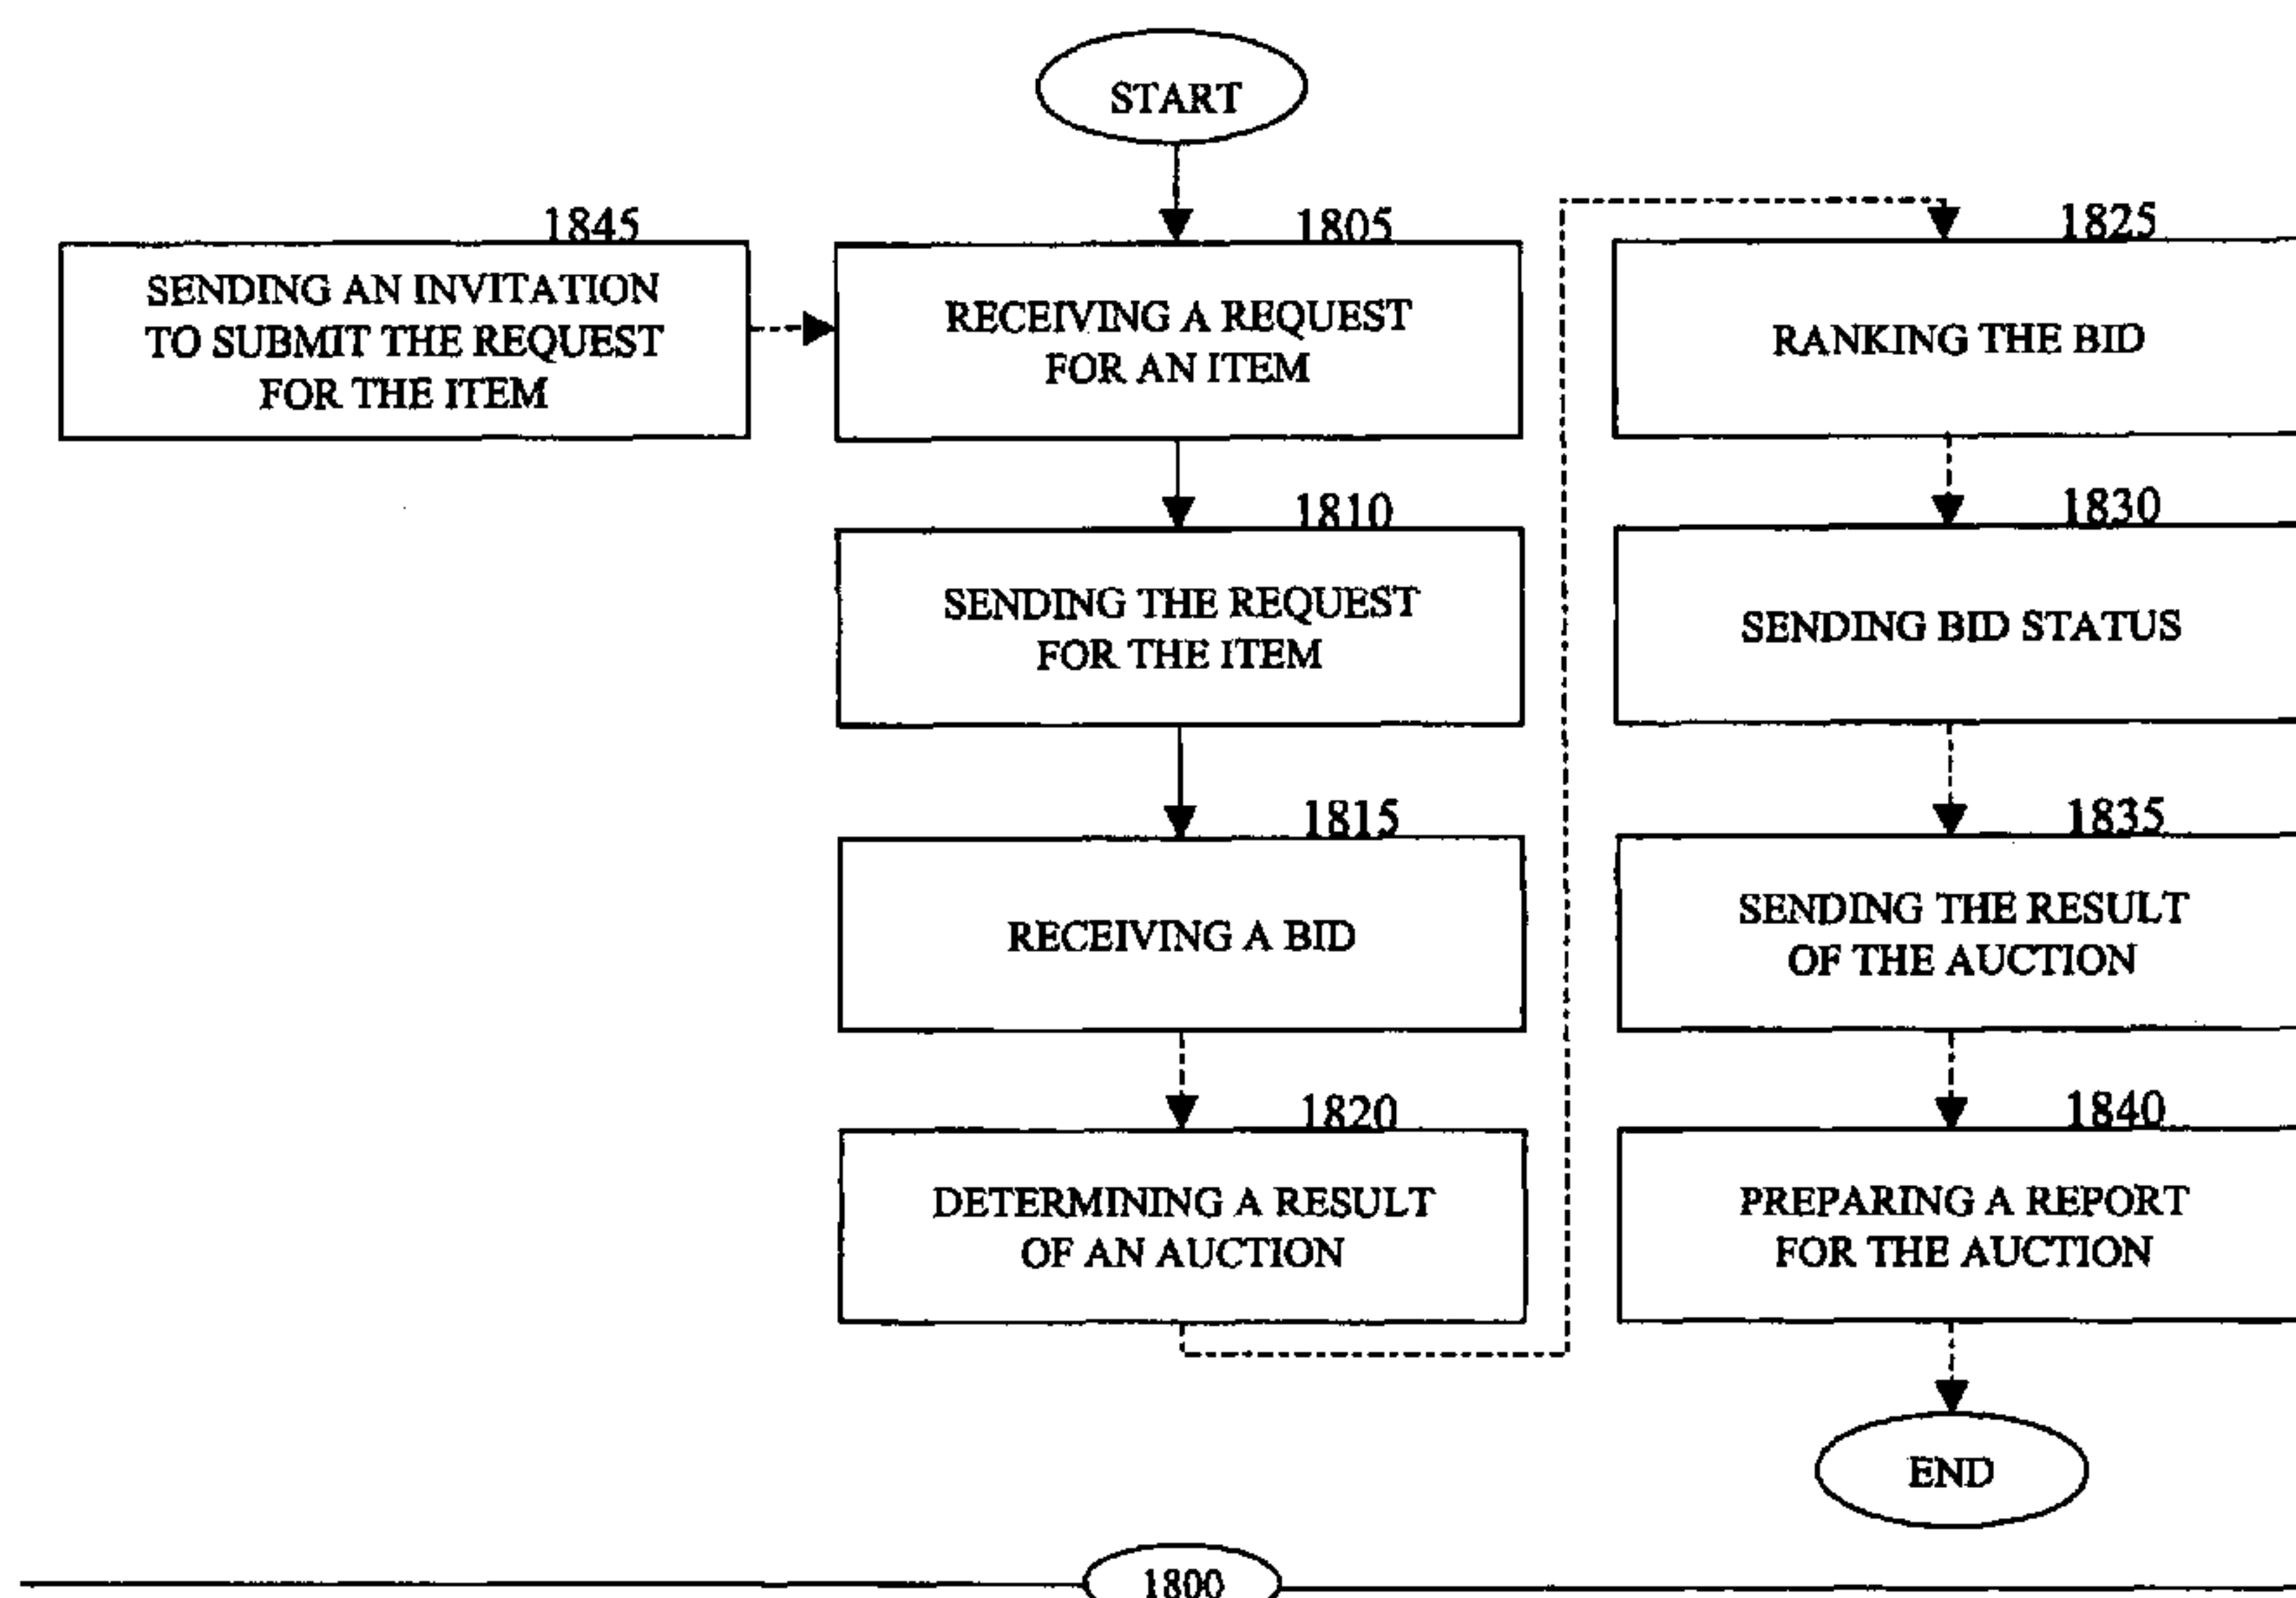 START
1845
SENDING AN INVITATION
TO SUBMIT THE REQUEST
FOR THE ITEM
1805
RECEIVING A REQUEST
FOR AN ITEM
1810
SENDING THE REQUEST
FOR THE ITEM
1815
RECEIVING A BID
1820
DETERMINING A RESULT
OF AN AUCTION
1825
RANKING THE BID
1830
SENDING BID STATUS
1835
SENDING THE RESULT
OF THE AUCTION
1840
PREPARING A REPORT
FOR THE AUCTION
END
1800